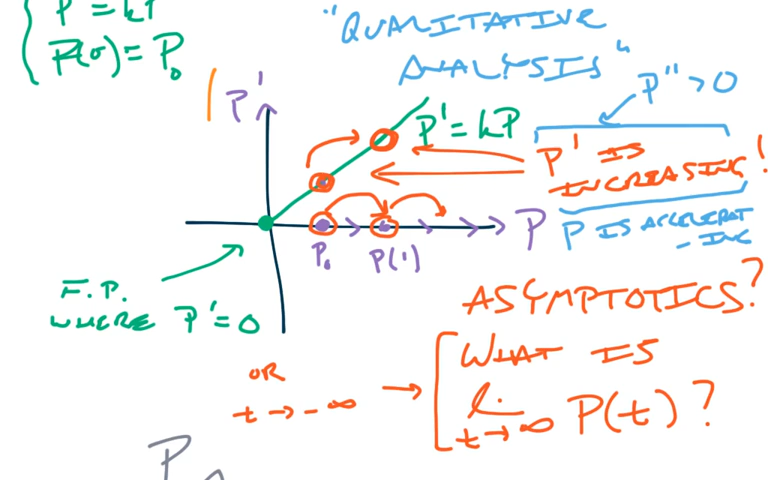 P' = kP
P(0) = P₀
"QUALITATIVE
ANALYSIS"
P'' > 0
P'
P' = kP
P' IS
INCREASING!
P
P IS ACCELERAT
-ING
P₀
P(1)
F.P.
WHERE P' = 0
ASYMPTOTICS?
OR
t → -∞
WHAT IS
lim
t→∞ P(t)?
P